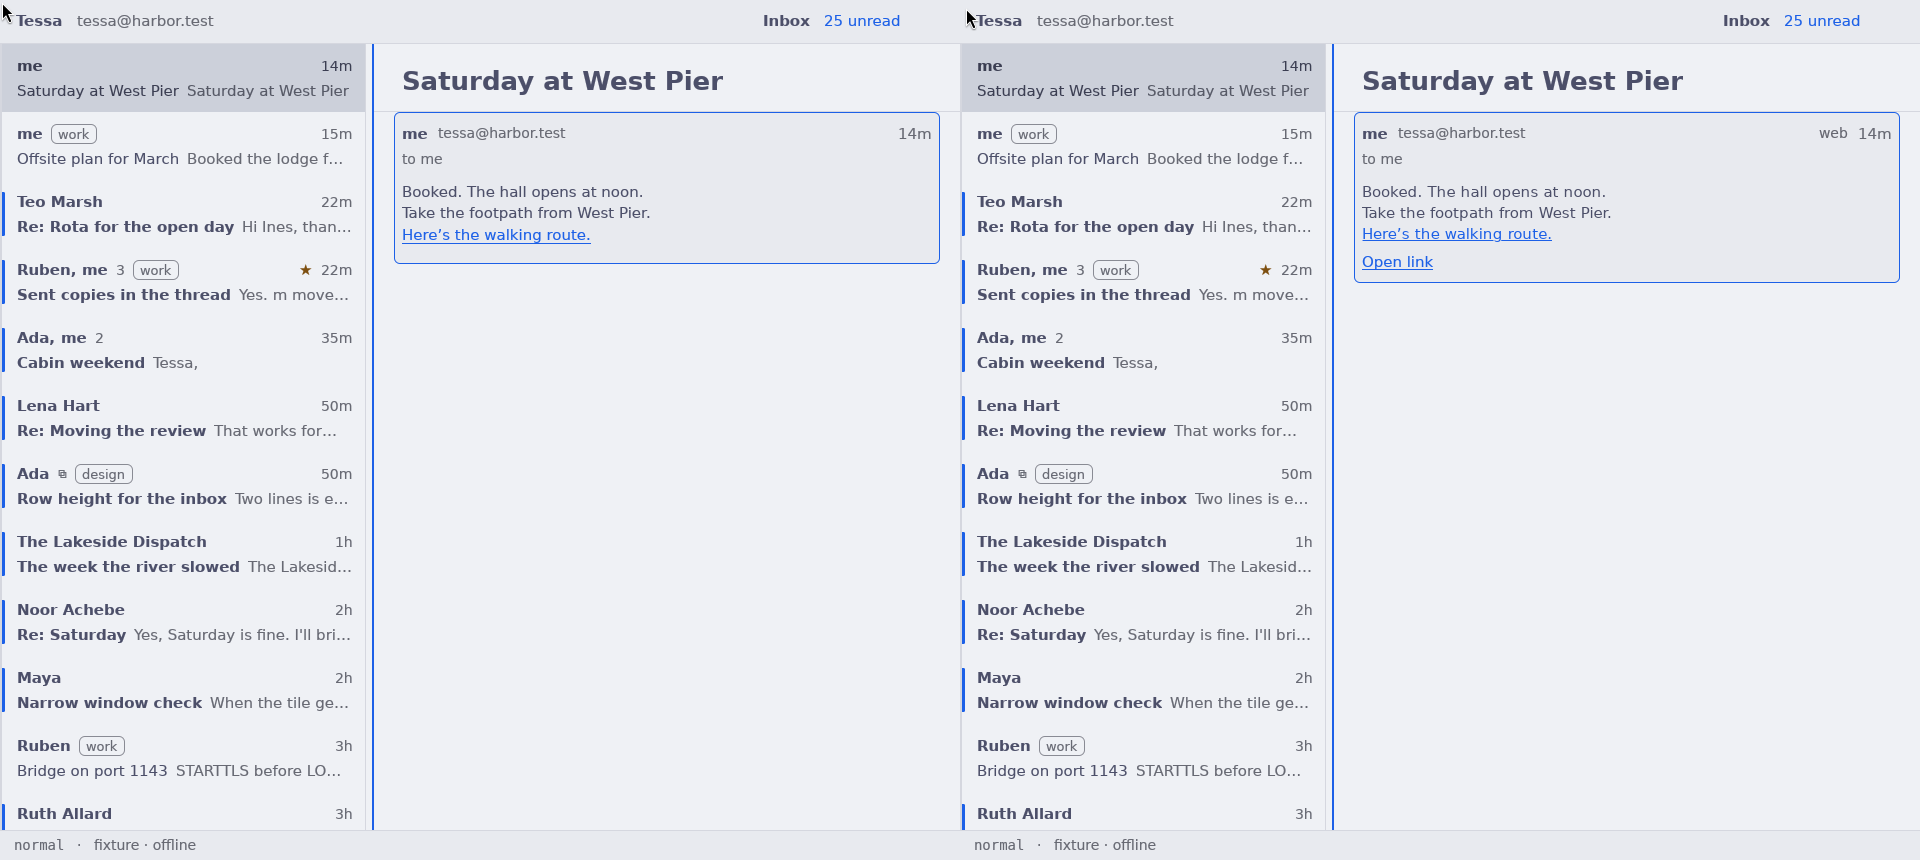 Tessa tessa@harbor.test Inbox 25 unread
me 14m
Saturday at West Pier Saturday at West Pier
me work 15m
Offsite plan for March Booked the lodge f…
Teo Marsh 22m
Re: Rota for the open day Hi Ines, than…
Ruben, me 3 work ★ 22m
Sent copies in the thread Yes. m move…
Ada, me 2 35m
Cabin weekend Tessa,
Lena Hart 50m
Re: Moving the review That works for…
Ada ⧉ design 50m
Row height for the inbox Two lines is e…
The Lakeside Dispatch 1h
The week the river slowed The Lakesid…
Noor Achebe 2h
Re: Saturday Yes, Saturday is fine. I'll bri…
Maya 2h
Narrow window check When the tile ge…
Ruben work 3h
Bridge on port 1143 STARTTLS before LO…
Ruth Allard 3h
Saturday at West Pier
me tessa@harbor.test 14m
to me
Booked. The hall opens at noon.
Take the footpath from West Pier.
Here’s the walking route.
normal · fixture · offline
Tessa tessa@harbor.test Inbox 25 unread
me 14m
Saturday at West Pier Saturday at West Pier
me work 15m
Offsite plan for March Booked the lodge f…
Teo Marsh 22m
Re: Rota for the open day Hi Ines, than…
Ruben, me 3 work ★ 22m
Sent copies in the thread Yes. m move…
Ada, me 2 35m
Cabin weekend Tessa,
Lena Hart 50m
Re: Moving the review That works for…
Ada ⧉ design 50m
Row height for the inbox Two lines is e…
The Lakeside Dispatch 1h
The week the river slowed The Lakesid…
Noor Achebe 2h
Re: Saturday Yes, Saturday is fine. I'll bri…
Maya 2h
Narrow window check When the tile ge…
Ruben work 3h
Bridge on port 1143 STARTTLS before LO…
Ruth Allard 3h
Saturday at West Pier
me tessa@harbor.test web 14m
to me
Booked. The hall opens at noon.
Take the footpath from West Pier.
Here’s the walking route.
Open link
normal · fixture · offline